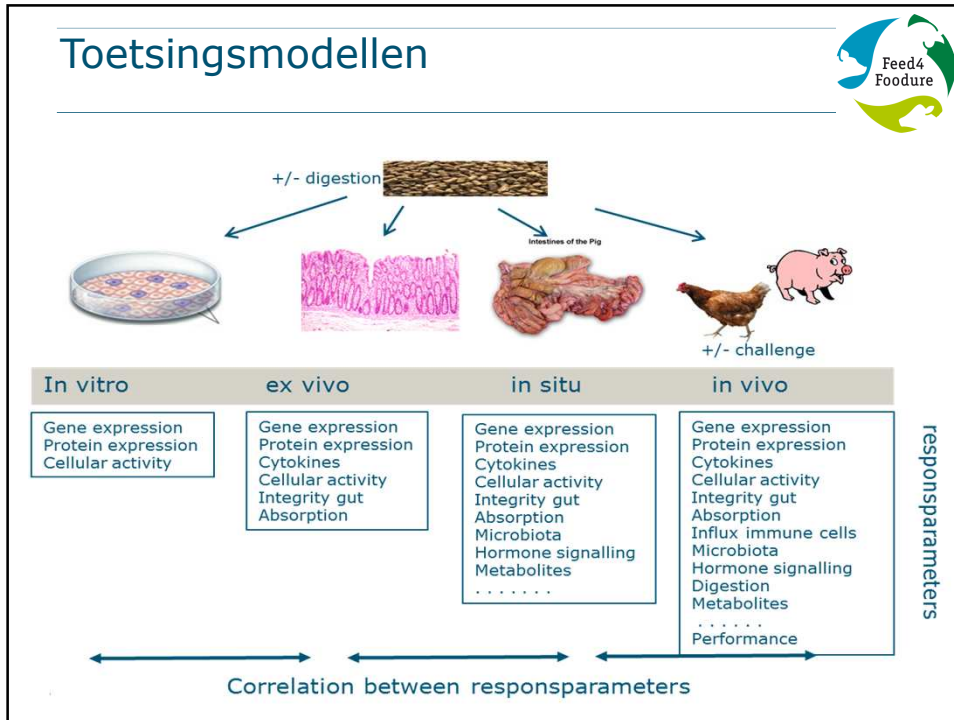 Toetsingsmodellen
Feed4
Foodure
+/- digestion
Intestines of the Pig
+/- challenge
In vitro
ex vivo
in situ
in vivo
Gene expression
Protein expression
Cellular activity
Gene expression
Protein expression
Cytokines
Cellular activity
Integrity gut
Absorption
Gene expression
Protein expression
Cytokines
Cellular activity
Integrity gut
Absorption
Microbiota
Hormone signalling
Metabolites
. . . . . . .
Gene expression
Protein expression
Cytokines
Cellular activity
Integrity gut
Absorption
Influx immune cells
Microbiota
Hormone signalling
Digestion
Metabolites
. . . . . .
Performance
responsparameters
Correlation between responsparameters